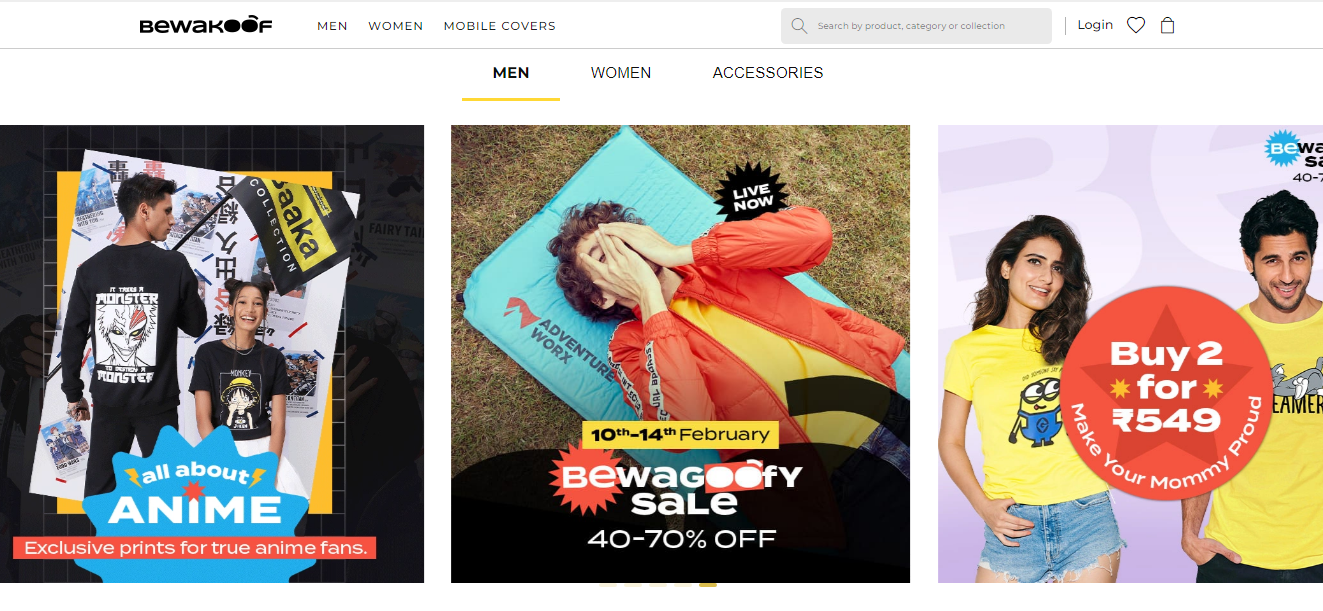 BEWAKOOF
MEN WOMEN MOBILE COVERS
Search by product, category or collection
Login
MEN WOMEN ACCESSORIES
COLLECTION
FAIRY TAIL
IT TAKES A
MONSTER
TO DESTROY A
MONSTER
MONKEY
all about
ANIME
Exclusive prints for true anime fans.
LIVE
NOW
ADVENTURE
WORX
10th-14th February
BEWAGOOFY
SALE
40-70% OFF
BEWA
SA
40-7
Buy 2
for
₹549
Make Your Mommy Proud
EAMER